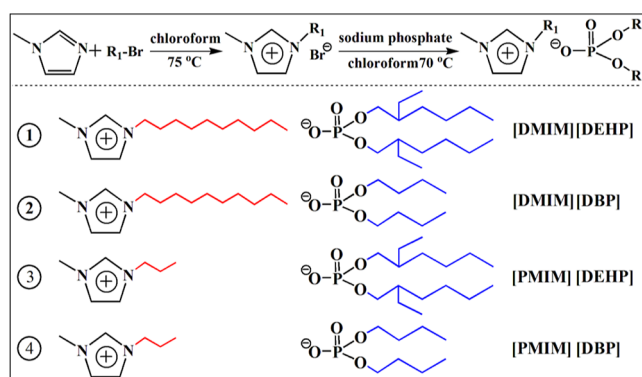 N N + R₁-Br chloroform 75 °C N N R₁ + Br⊖ sodium phosphate chloroform70 °C N N R₁ + ⊖O-P O O O R R
① N N + ⊖O-P O O O [DMIM][DEHP]
② N N + ⊖O-P O O O [DMIM][DBP]
③ N N + ⊖O-P O O O [PMIM] [DEHP]
④ N N + ⊖O-P O O O [PMIM] [DBP]